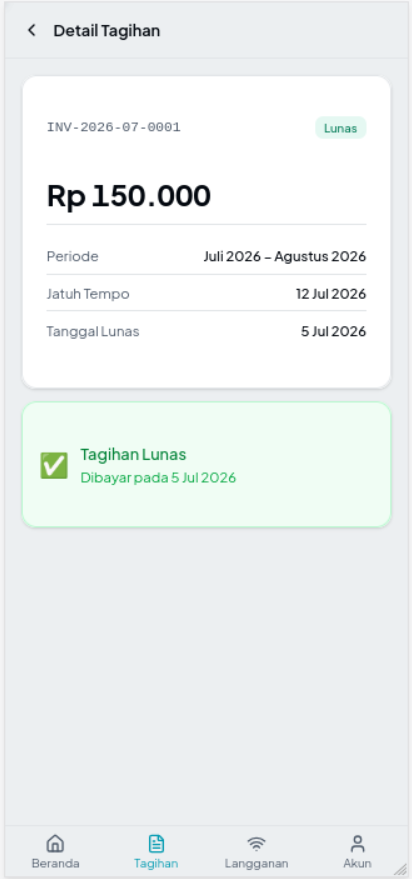 Detail Tagihan
INV-2026-07-0001
Lunas
Rp 150.000
Periode
Juli 2026 – Agustus 2026
Jatuh Tempo
12 Jul 2026
Tanggal Lunas
5 Jul 2026
Tagihan Lunas
Dibayar pada 5 Jul 2026
Beranda
Tagihan
Langganan
Akun